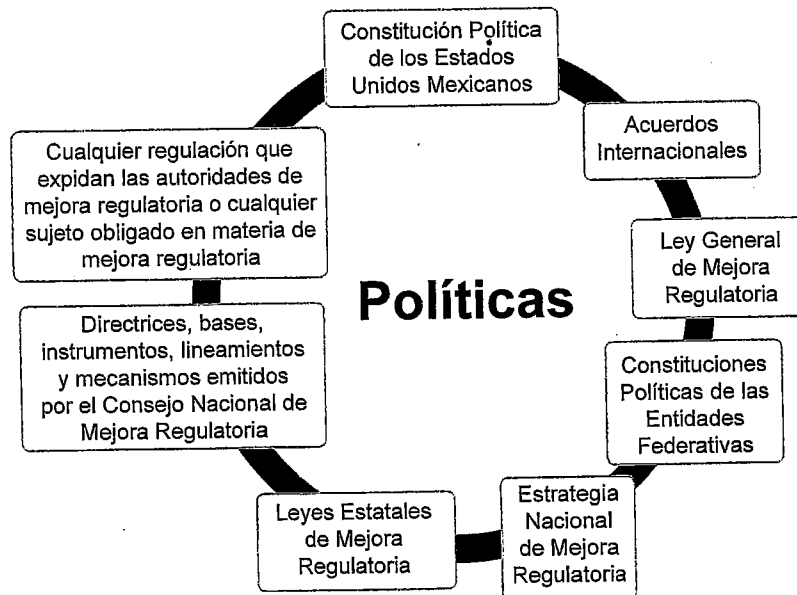 Constitución Política
de los Estados
Unidos Mexicanos
Acuerdos
Internacionales
Ley General
de Mejora
Regulatoria
Constituciones
Políticas de las
Entidades
Federativas
Estrategia
Nacional
de Mejora
Regulatoria
Leyes Estatales
de Mejora
Regulatoria
Directrices, bases,
instrumentos, lineamientos
y mecanismos emitidos
por el Consejo Nacional de
Mejora Regulatoria
Cualquier regulación que
expidan las autoridades de
mejora regulatoria o cualquier
sujeto obligado en materia de
mejora regulatoria
Políticas